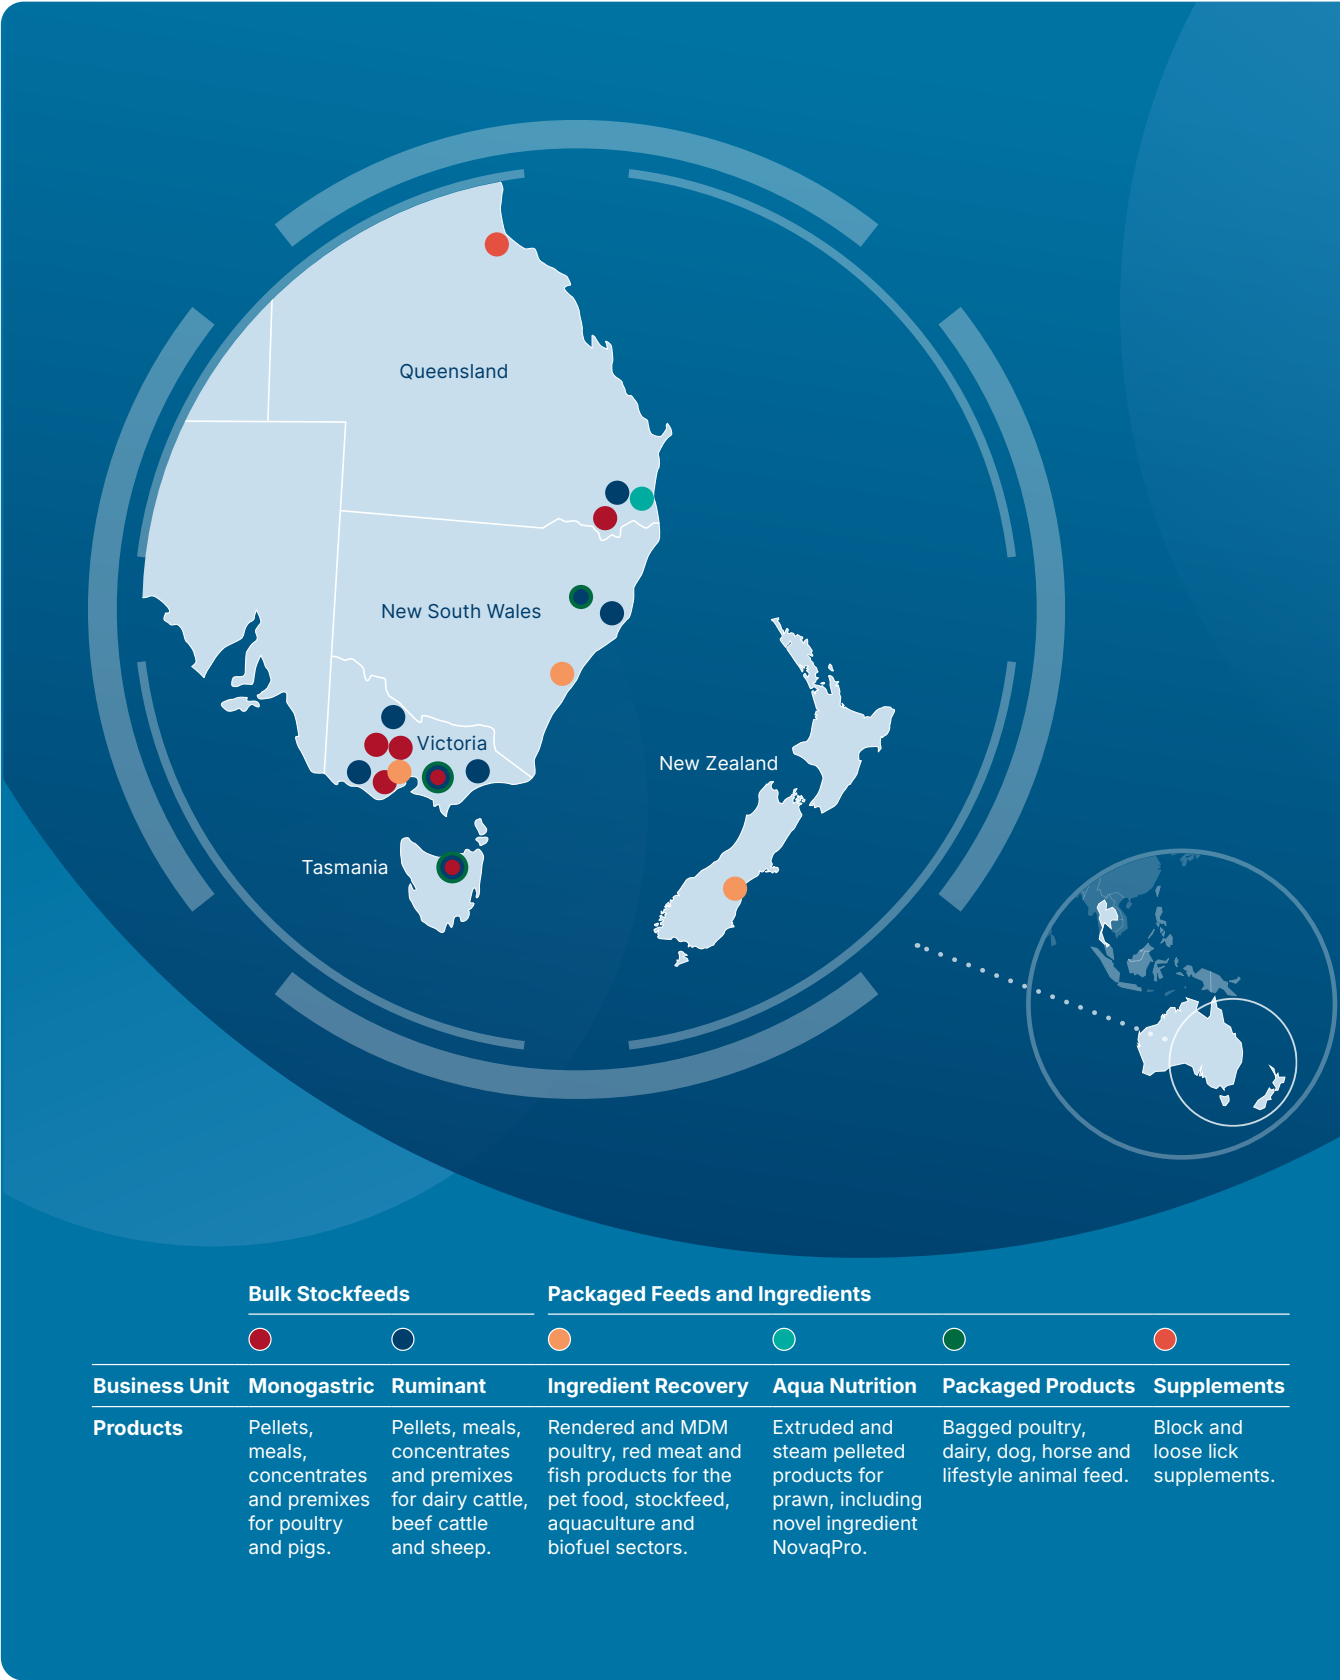 Queensland
New South Wales
Victoria
New Zealand
Tasmania
Bulk Stockfeeds
Packaged Feeds and Ingredients
Business Unit
Monogastric
Ruminant
Ingredient Recovery
Aqua Nutrition
Packaged Products
Supplements
Products
Pellets,
meals,
concentrates
and premixes
for poultry
and pigs.
Pellets, meals,
concentrates
and premixes
for dairy cattle,
beef cattle
and sheep.
Rendered and MDM
poultry, red meat and
fish products for the
pet food, stockfeed,
aquaculture and
biofuel sectors.
Extruded and
steam pelleted
products for
prawn, including
novel ingredient
NovaqPro.
Bagged poultry,
dairy, dog, horse and
lifestyle animal feed.
Block and
loose lick
supplements.